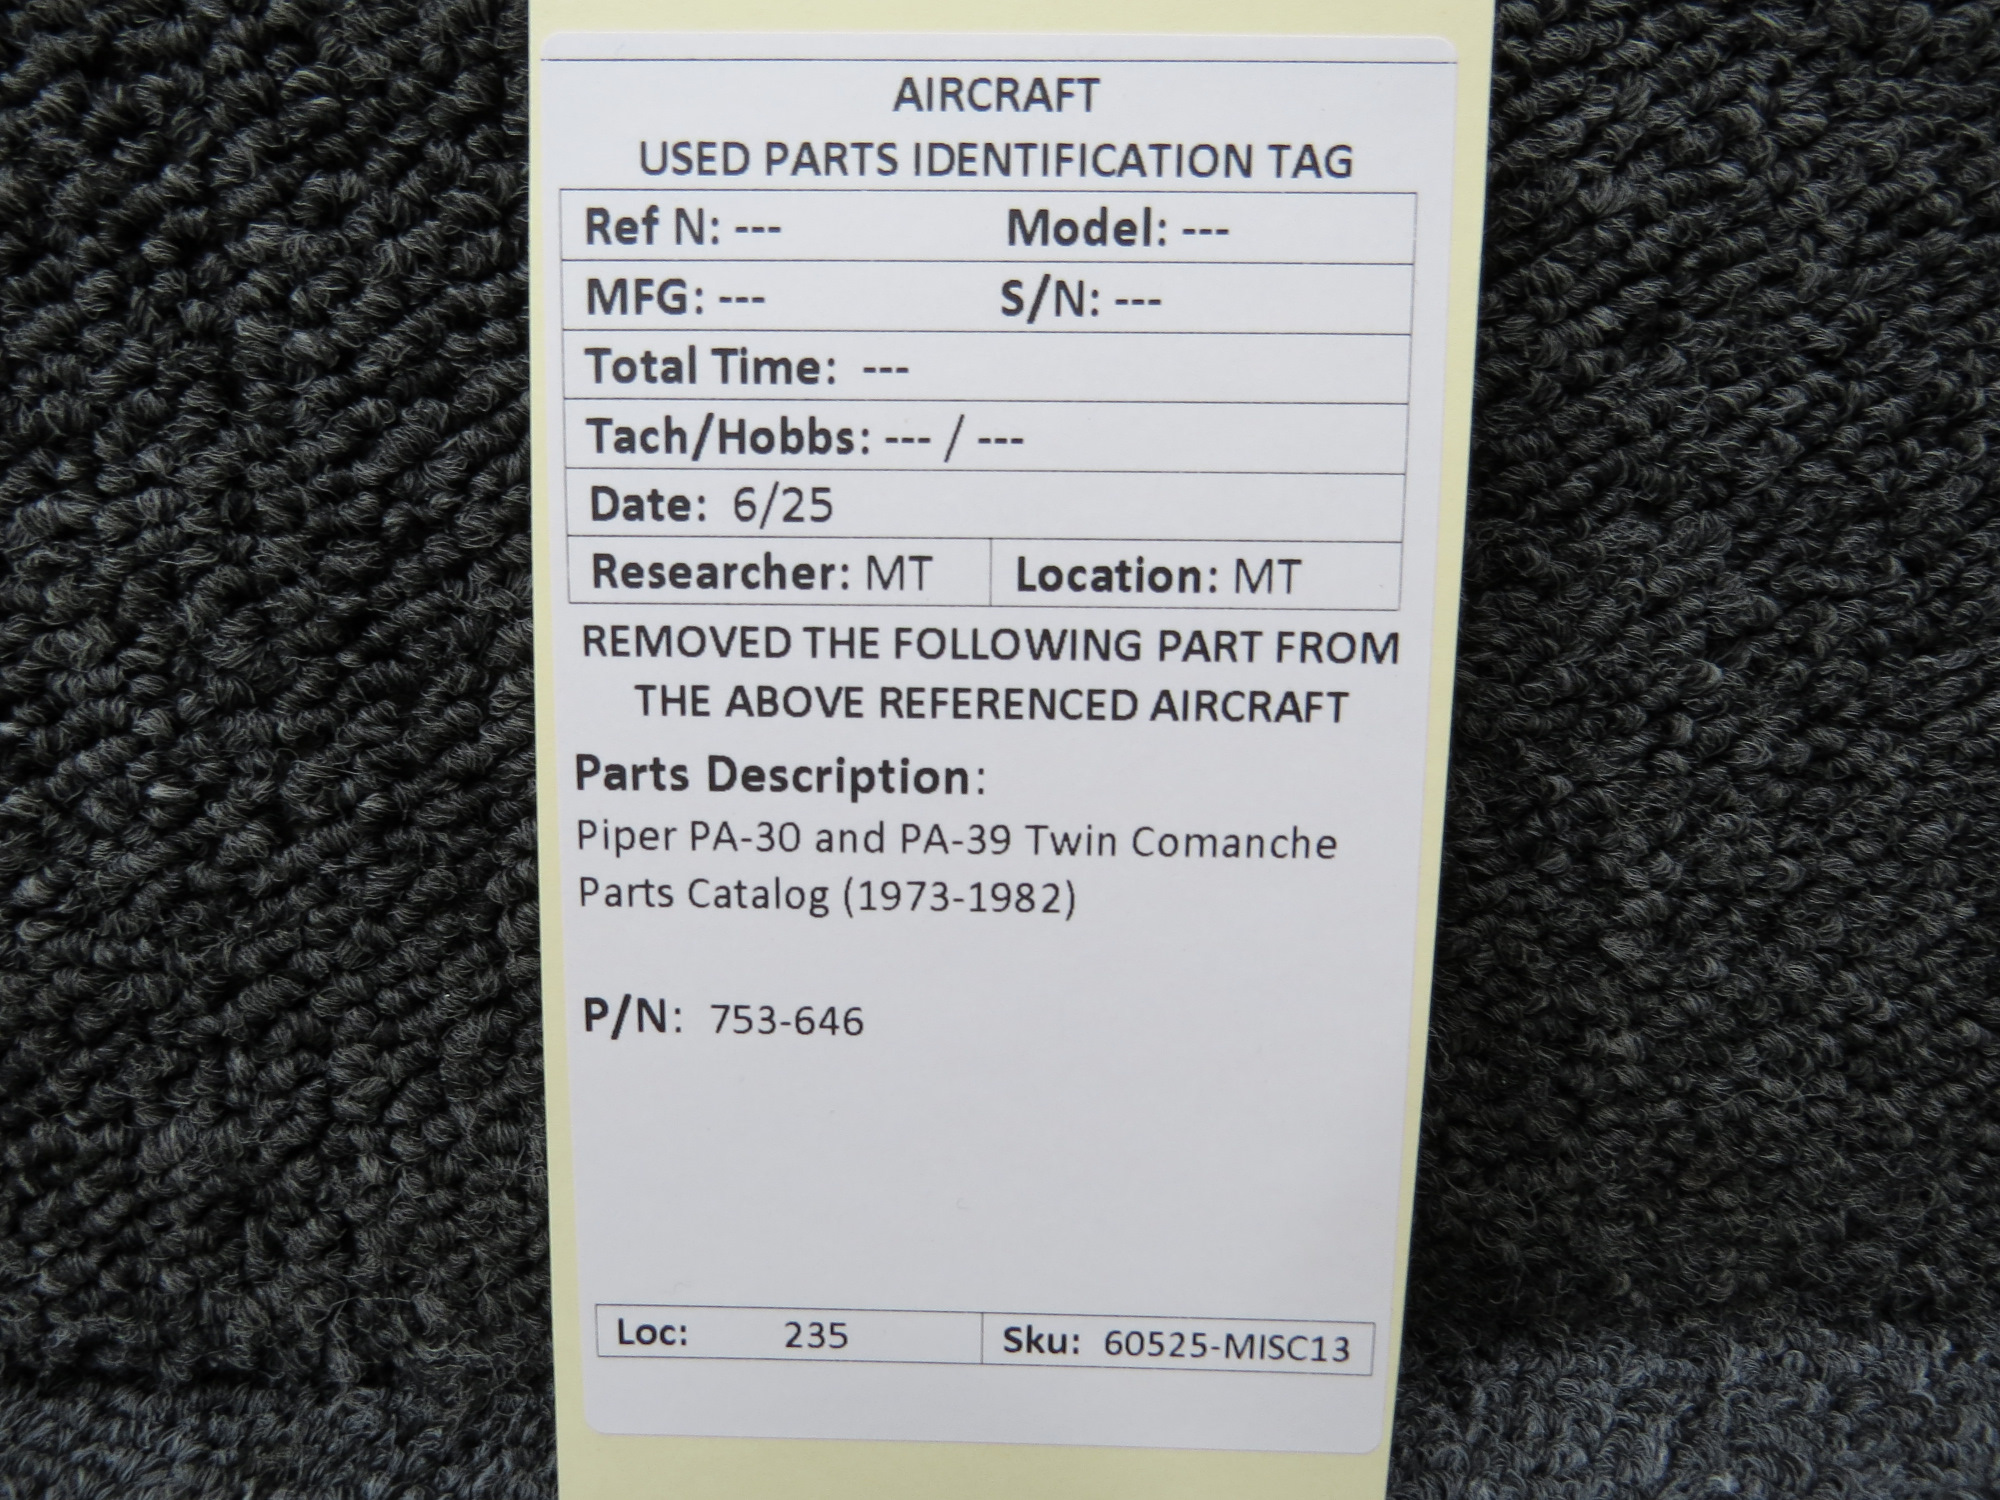 AIRCRAFT
USED PARTS IDENTIFICATION TAG
Ref N: --- Model: ---
MFG: --- S/N: ---
Total Time: ---
Tach/Hobbs: --- / ---
Date: 6/25
Researcher: MT Location: MT
REMOVED THE FOLLOWING PART FROM
THE ABOVE REFERENCED AIRCRAFT
Parts Description:
Piper PA-30 and PA-39 Twin Comanche
Parts Catalog (1973-1982)
P/N: 753-646
Loc: 235 Sku: 60525-MISC13